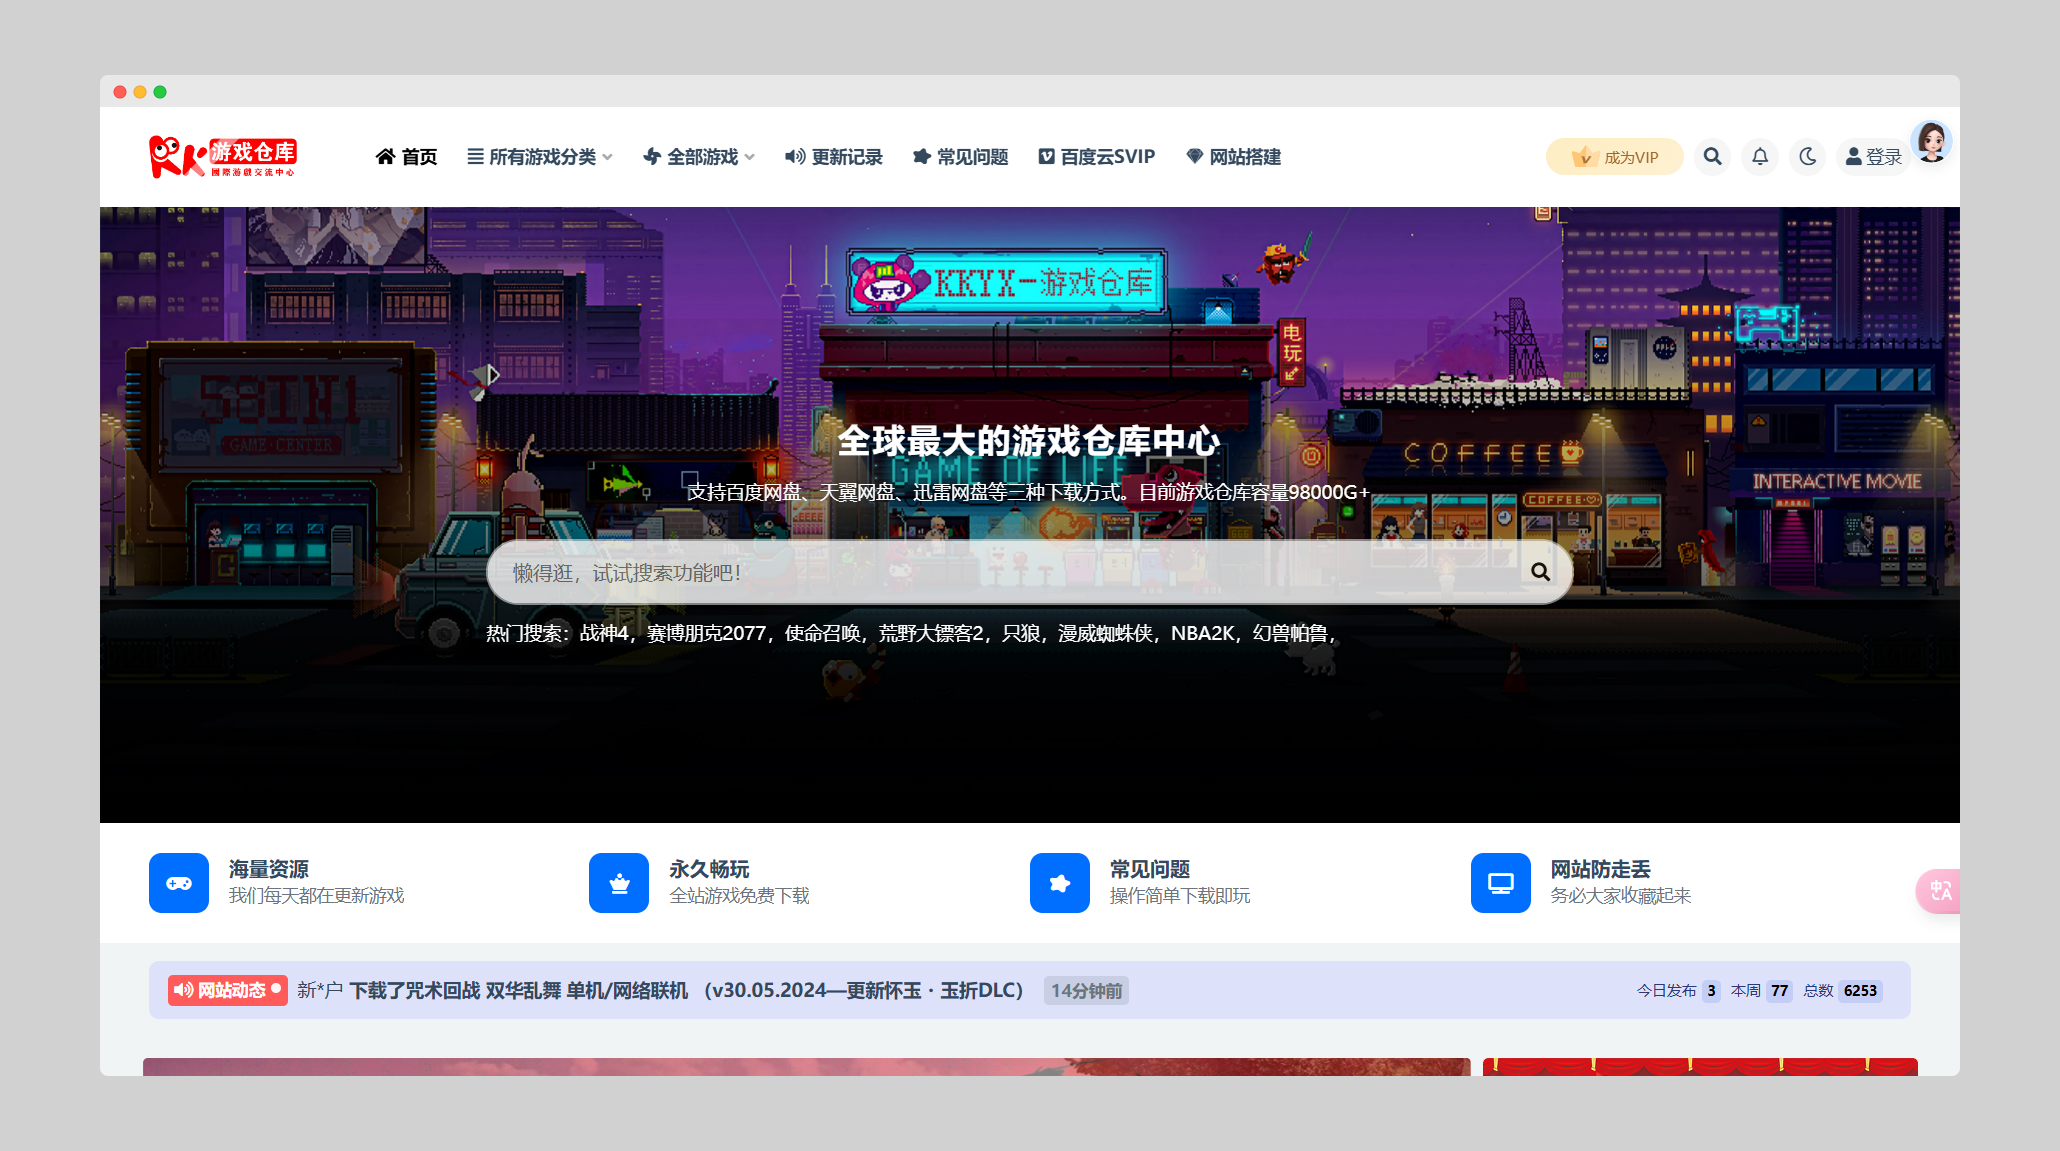 游戏仓库
國際游戲交流中心
首页
所有游戏分类
全部游戏
更新记录
常见问题
百度云SVIP
网站搭建
成为VIP
登录
KKYX-游戏仓库
电玩
GAME·CENTER
全球最大的游戏仓库中心
GAME OF LIFE
COFFEE
INTERACTIVE MOVIE
支持百度网盘、天翼网盘、迅雷网盘等三种下载方式。目前游戏仓库容量98000G+
COFFEE
懒得逛，试试搜索功能吧！
热门搜索：战神4，赛博朋克2077，使命召唤，荒野大镖客2，只狼，漫威蜘蛛侠，NBA2K，幻兽帕鲁，
海量资源
我们每天都在更新游戏
永久畅玩
全站游戏免费下载
常见问题
操作简单下载即玩
网站防走丢
务必大家收藏起来
网站动态
新*户 下载了咒术回战 双华乱舞 单机/网络联机 （v30.05.2024—更新怀玉·玉折DLC）
14分钟前
今日发布 3 本周 77 总数 6253